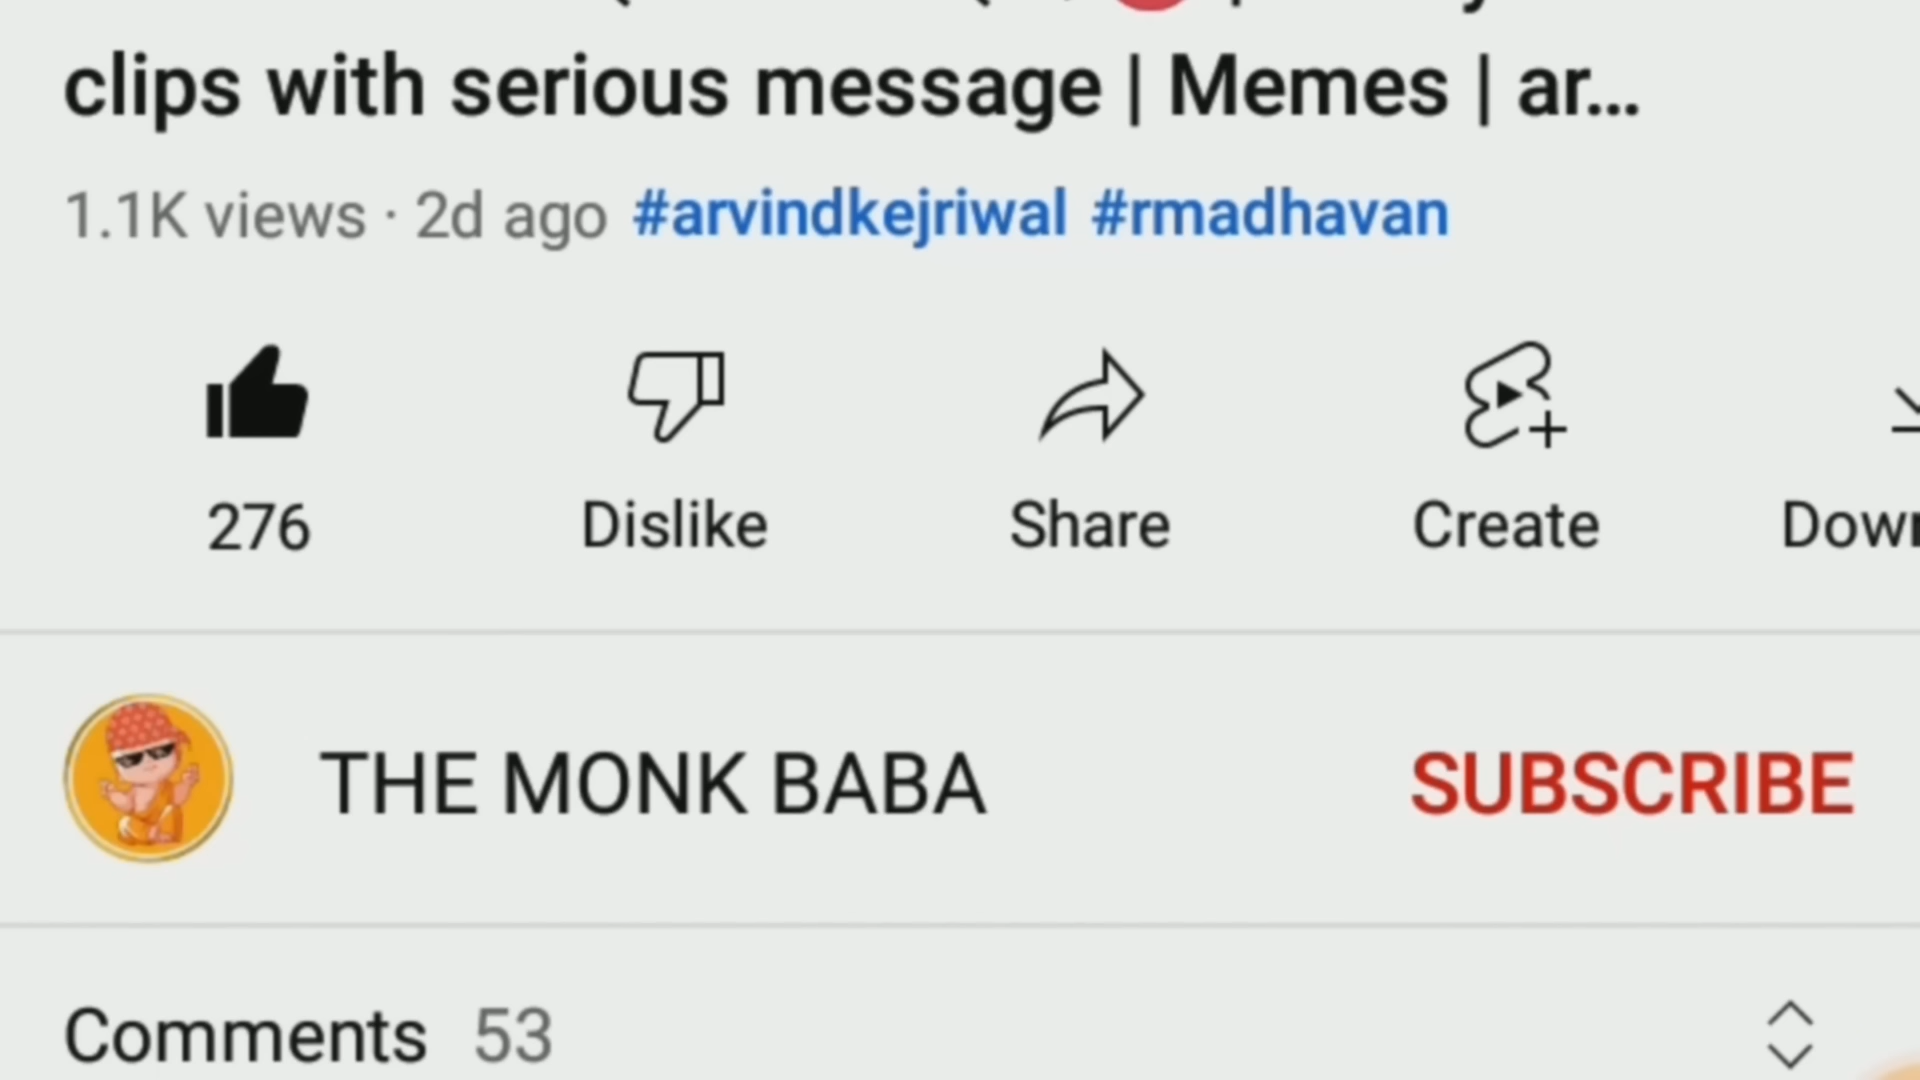 clips with serious message | Memes | ar...
1.1K views · 2d ago #arvindkejriwal #rmadhavan
276 Dislike Share Create Down
THE MONK BABA SUBSCRIBE
Comments 53